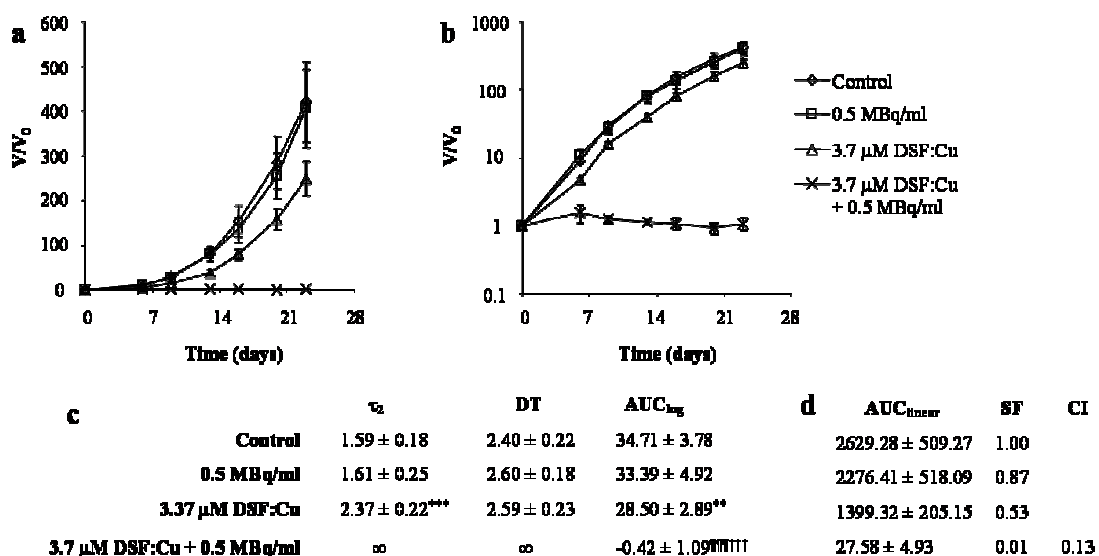 a
600
500
400
300
200
100
0
V/V0
0 7 14 21 28
Time (days)
b
1000
100
10
1
0.1
V/V0
0 7 14 21 28
Time (days)
Control
0.5 MBq/ml
3.7 µM DSF:Cu
3.7 µM DSF:Cu
+ 0.5 MBq/ml
c
τ2 DT AUClog
Control 1.59 ± 0.18 2.40 ± 0.22 34.71 ± 3.78
0.5 MBq/ml 1.61 ± 0.25 2.60 ± 0.18 33.39 ± 4.92
3.37 µM DSF:Cu 2.37 ± 0.22*** 2.59 ± 0.23 28.50 ± 2.89**
3.7 µM DSF:Cu + 0.5 MBq/ml ∞ ∞ -0.42 ± 1.09
d
AUClinear SF CI
2629.28 ± 509.27 1.00
2276.41 ± 518.09 0.87
1399.32 ± 205.15 0.53
27.58 ± 4.93 0.01 0.13